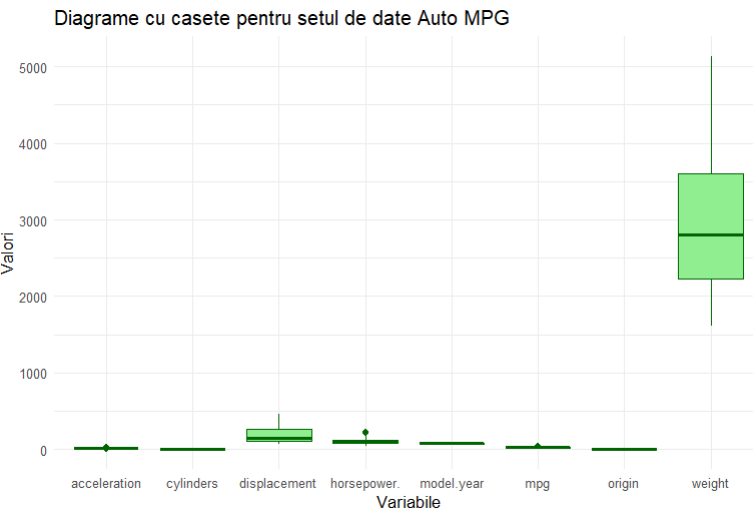 Diagrame cu casete pentru setul de date Auto MPG
Valori
5000
4000
3000
2000
1000
0
acceleration cylinders displacement horsepower. model.year mpg origin weight
Variabile